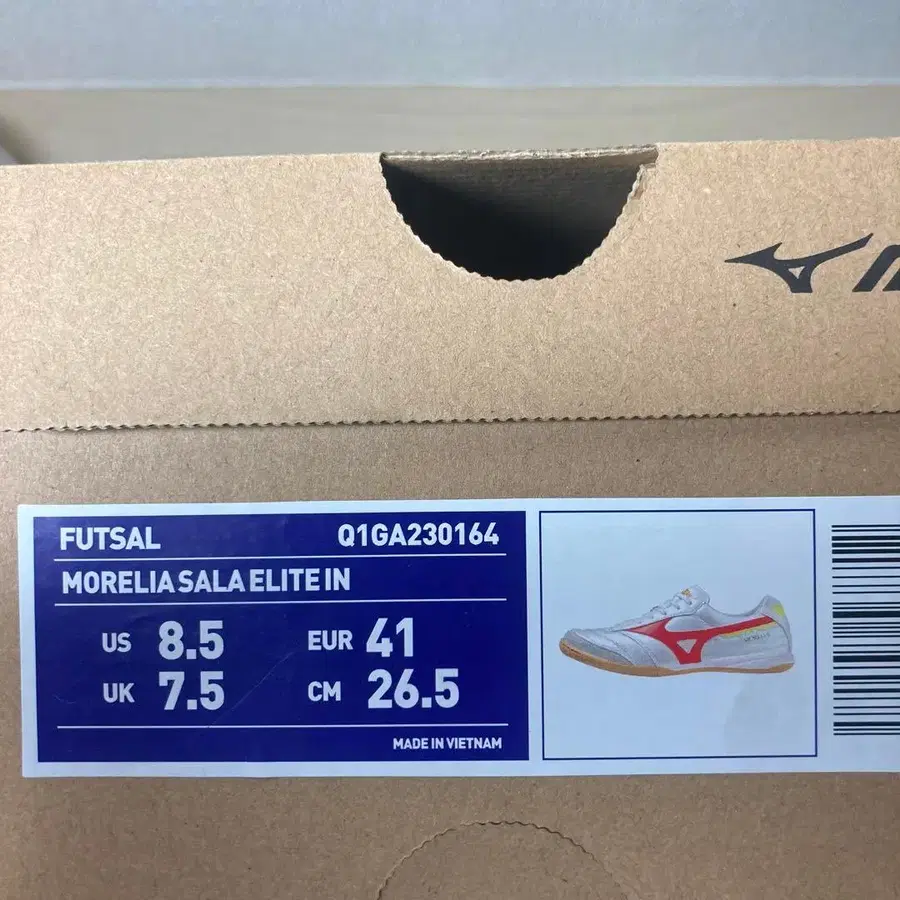 FUTSAL Q1GA230164
MORELIA SALA ELITE IN
US 8.5 EUR 41
UK 7.5 CM 26.5
MADE IN VIETNAM